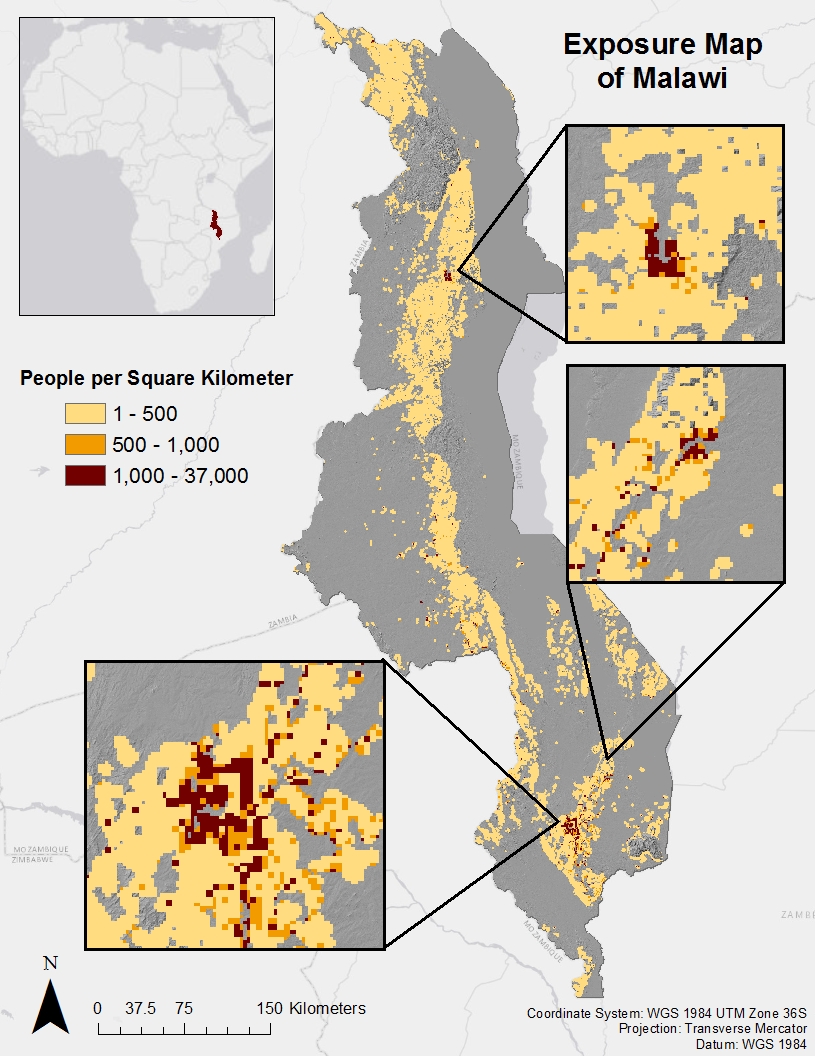 Exposure Map
of Malawi
ZAMBIA
People per Square Kilometer
1 - 500
500 - 1,000
1,000 - 37,000
MOZAMBIQUE
ZAMBIA
MOZAMBIQUE
ZIMBABWE
MOZAMBIQUE
N
0 37.5 75 150 Kilometers
Coordinate System: WGS 1984 UTM Zone 36S
Projection: Transverse Mercator
Datum: WGS 1984